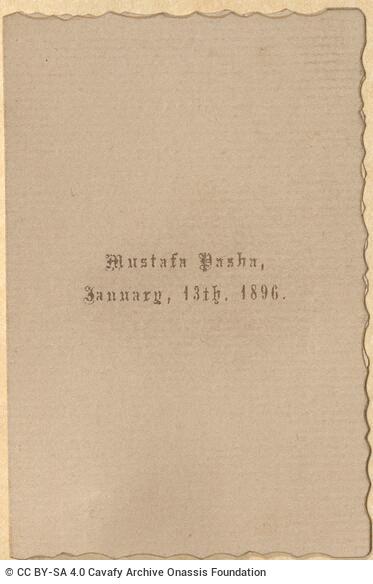 Mustafa Pasha,
January, 13th, 1896.
© CC BY-SA 4.0 Cavafy Archive Onassis Foundation